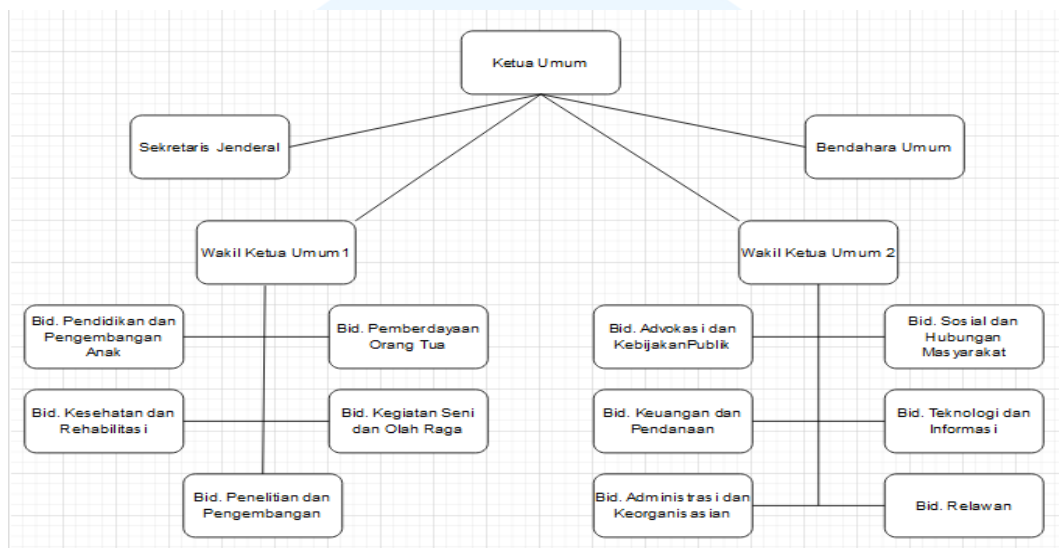 Ketua Umum
Sekretaris Jenderal
Bendahara Umum
Wakil Ketua Umum 1
Wakil Ketua Umum 2
Bid. Pendidikan dan
Pengembangan
Anak
Bid. Pemberdayaan
Orang Tua
Bid. Advokasi dan
KebijakanPublik
Bid. Sosial dan
Hubungan
Masyarakat
Bid. Kesehatan dan
Rehabilitasi
Bid. Kegiatan Seni
dan Olah Raga
Bid. Keuangan dan
Pendanaan
Bid. Teknologi dan
Informasi
Bid. Penelitian dan
Pengembangan
Bid. Administrasi dan
Keorganisasian
Bid. Relawan